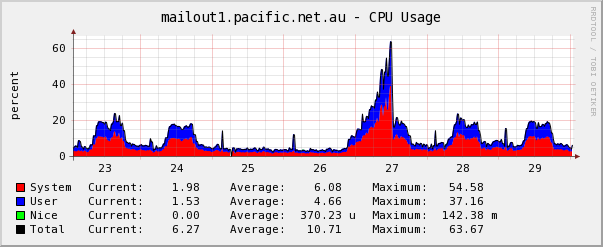 mailout1.pacific.net.au - CPU Usage
RRDTOOL / TOBI OETIKER
percent
60
40
20
0
23 24 25 26 27 28 29
System Current: 1.98 Average: 6.08 Maximum: 54.58
User Current: 1.53 Average: 4.66 Maximum: 37.16
Nice Current: 0.00 Average: 370.23 u Maximum: 142.38 m
Total Current: 6.27 Average: 10.71 Maximum: 63.67